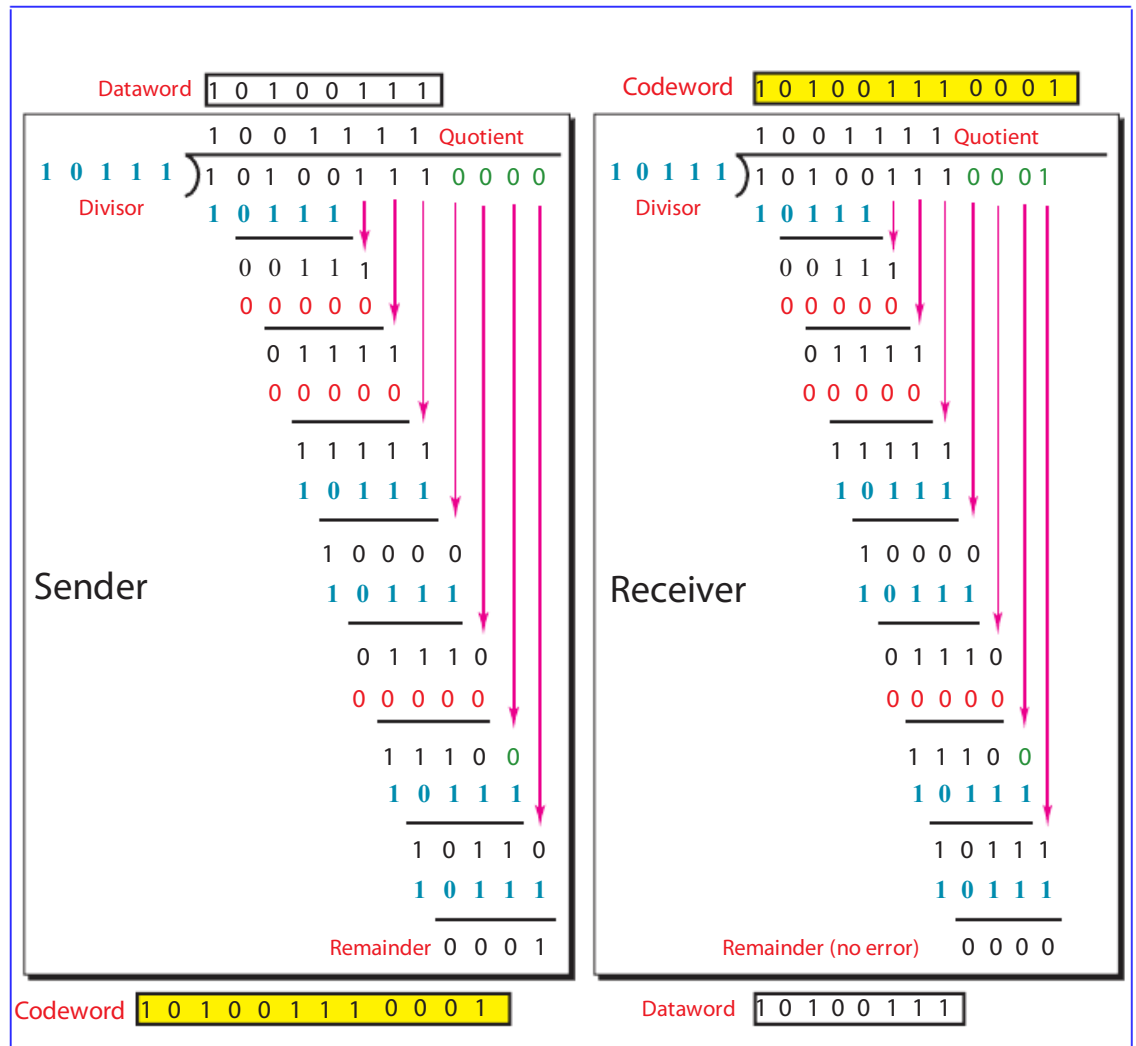 Dataword 1 0 1 0 0 1 1 1
1 0 0 1 1 1 1 Quotient
1 0 1 1 1 ) 1 0 1 0 0 1 1 1 0 0 0 0
Divisor 1 0 1 1 1
0 0 1 1 1
0 0 0 0 0
0 1 1 1 1
0 0 0 0 0
1 1 1 1 1
1 0 1 1 1
1 0 0 0 0
Sender 1 0 1 1 1
0 1 1 1 0
0 0 0 0 0
1 1 1 0 0
1 0 1 1 1
1 0 1 1 0
1 0 1 1 1
Remainder 0 0 0 1
Codeword 1 0 1 0 0 1 1 1 0 0 0 1
Codeword 1 0 1 0 0 1 1 1 0 0 0 1
1 0 0 1 1 1 1 Quotient
1 0 1 1 1 ) 1 0 1 0 0 1 1 1 0 0 0 1
Divisor 1 0 1 1 1
0 0 1 1 1
0 0 0 0 0
0 1 1 1 1
0 0 0 0 0
1 1 1 1 1
1 0 1 1 1
1 0 0 0 0
Receiver 1 0 1 1 1
0 1 1 1 0
0 0 0 0 0
1 1 1 0 0
1 0 1 1 1
1 0 1 1 1
1 0 1 1 1
Remainder (no error) 0 0 0 0
Dataword 1 0 1 0 0 1 1 1